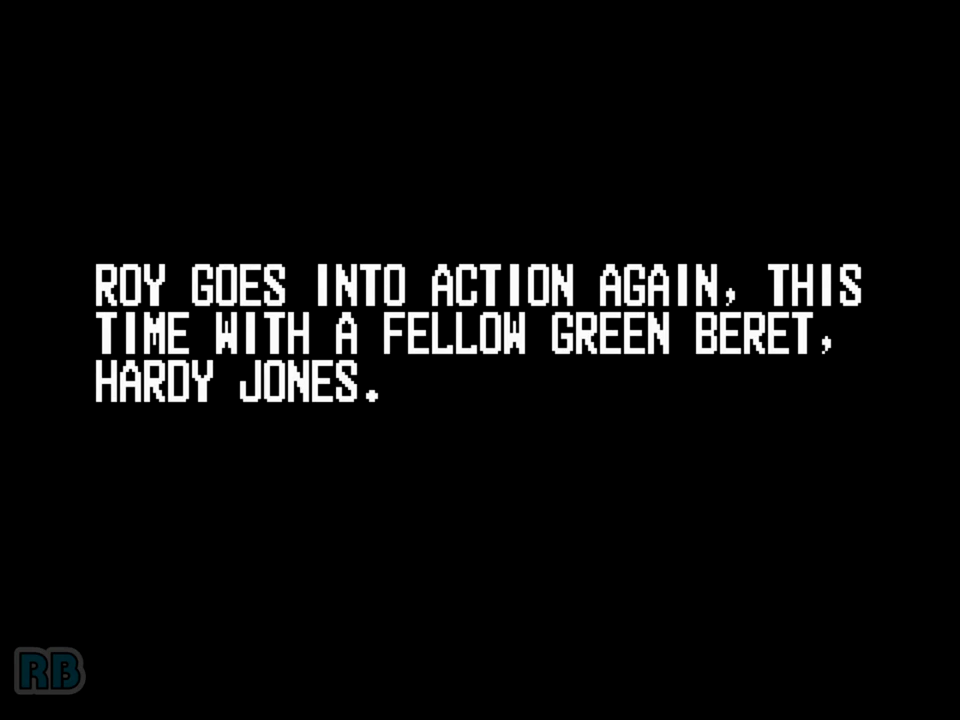 ROY GOES INTO ACTION AGAIN, THIS
TIME WITH A FELLOW GREEN BERET,
HARDY JONES.
RB